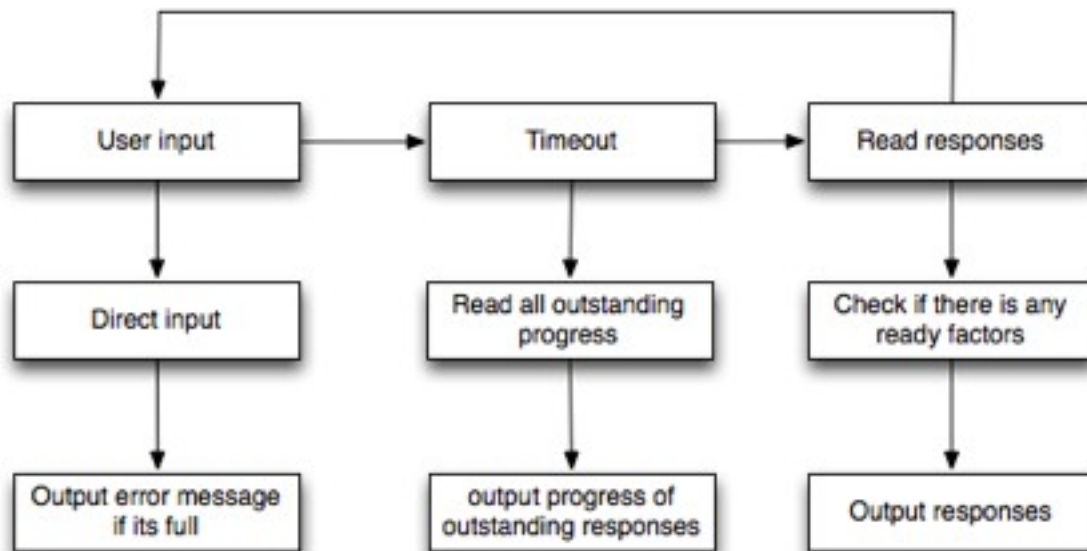 User input
Timeout
Read responses
Direct input
Read all outstanding
progress
Check if there is any
ready factors
Output error message
if its full
output progress of
outstanding responses
Output responses